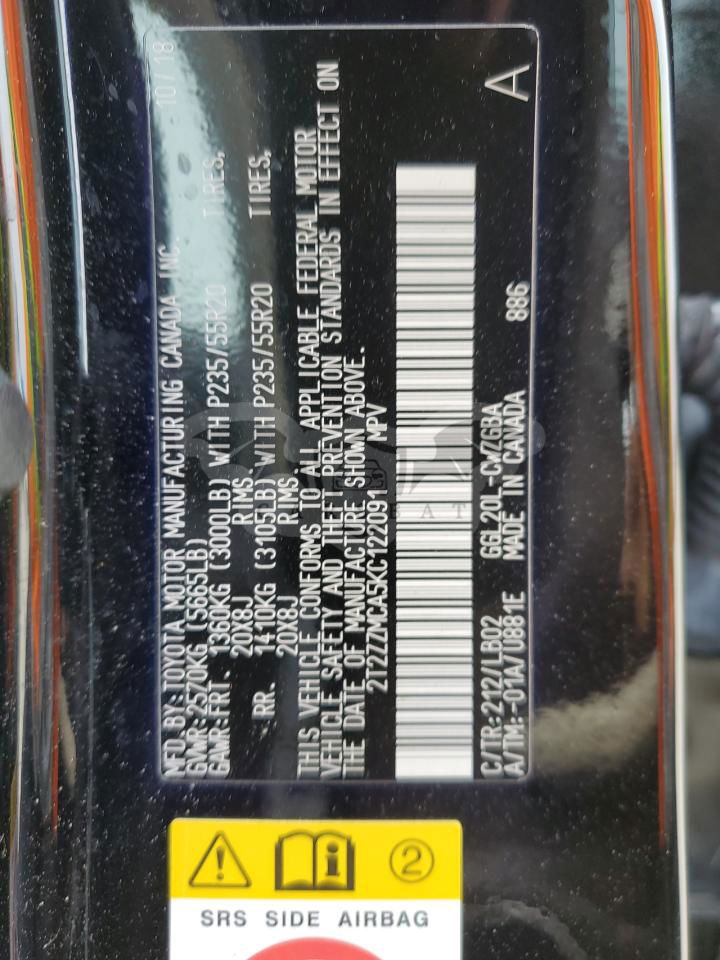 MFD. BY: TOYOTA MOTOR MANUFACTURING CANADA INC. 10/18
GVWR: 2570KG (5665LB)
GAWR: FRT. 1360KG (3000LB) WITH P235/55R20 TIRES,
20X8J RIMS
RR. 1410KG (3105LB) WITH P235/55R20 TIRES,
20X8J RIMS
THIS VEHICLE CONFORMS TO ALL APPLICABLE FEDERAL MOTOR
VEHICLE SAFETY AND THEFT PREVENTION STANDARDS IN EFFECT ON
THE DATE OF MANUFACTURE SHOWN ABOVE.
2T2ZZMCA5KC122091 MPV
A
C/TR: 212/LB02 GGL20L-CWZGBA
A/TM: -01A/U881E MADE IN CANADA 886
2
SRS SIDE AIRBAG